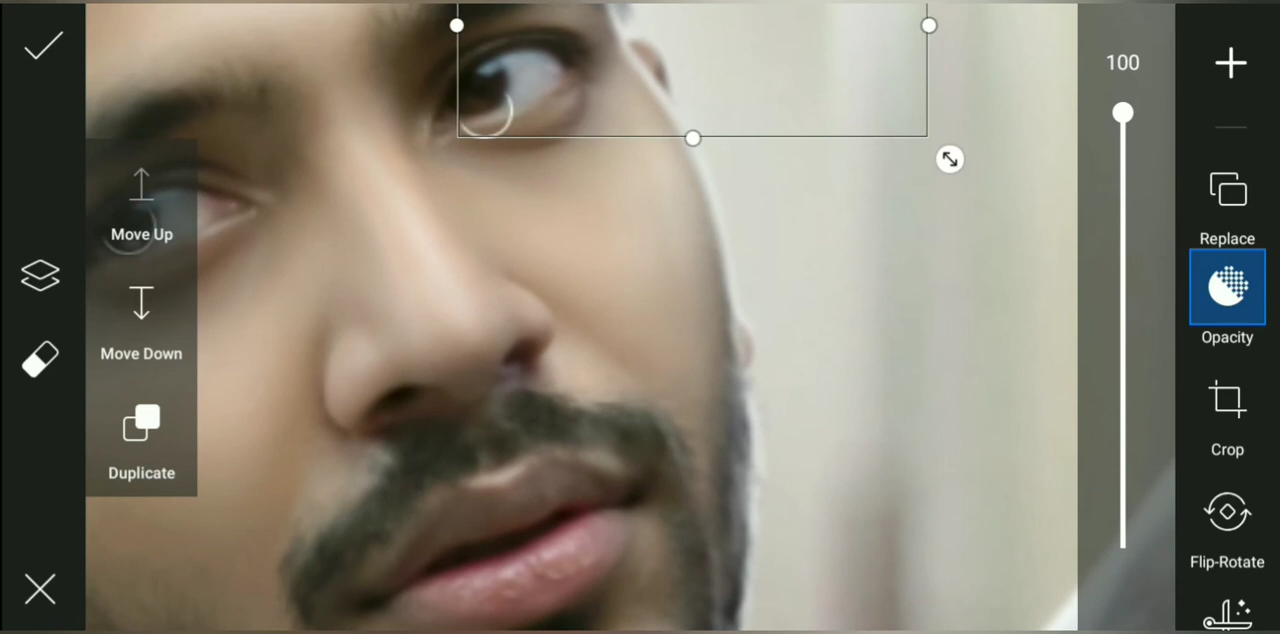 100
Move Up
Move Down
Duplicate
Replace
Opacity
Crop
Flip-Rotate